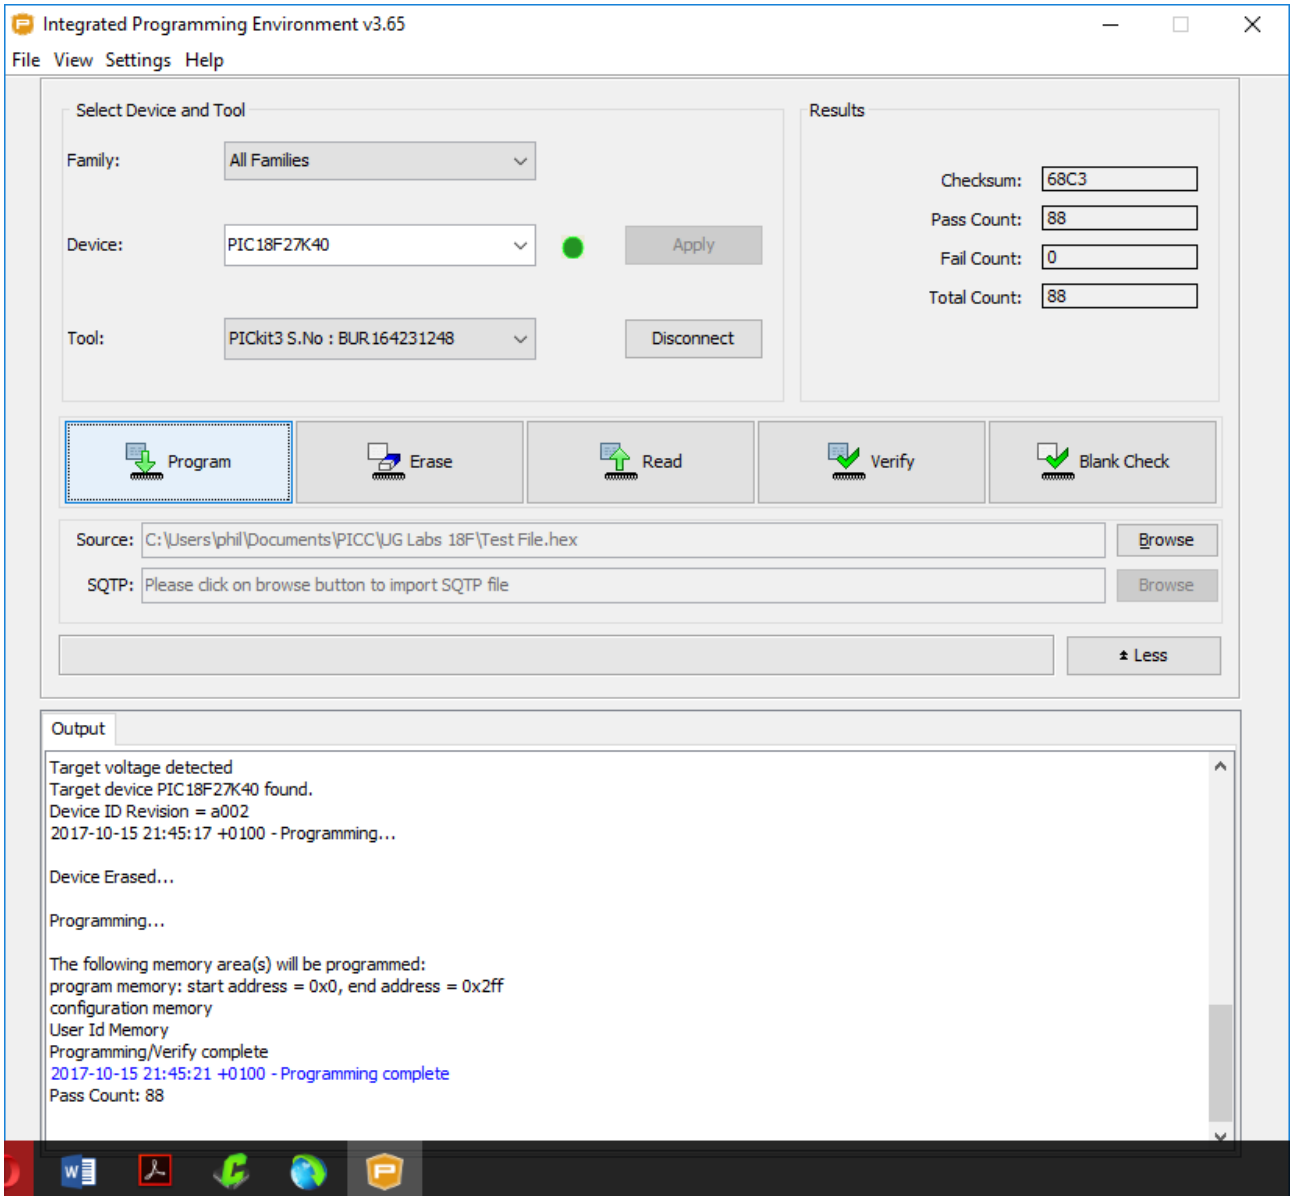 Integrated Programming Environment v3.65
File View Settings Help
Select Device and Tool
Family: All Families
Device: PIC18F27K40 Apply
Tool: PICkit3 S.No : BUR164231248 Disconnect
Results
Checksum: 68C3
Pass Count: 88
Fail Count: 0
Total Count: 88
Program Erase Read Verify Blank Check
Source: C:\Users\phil\Documents\PICC\UG Labs 18F\Test File.hex Browse
SQTP: Please click on browse button to import SQTP file Browse
Less
Output
Target voltage detected
Target device PIC18F27K40 found.
Device ID Revision = a002
2017-10-15 21:45:17 +0100 - Programming...
Device Erased...
Programming...
The following memory area(s) will be programmed:
program memory: start address = 0x0, end address = 0x2ff
configuration memory
User Id Memory
Programming/Verify complete
2017-10-15 21:45:21 +0100 - Programming complete
Pass Count: 88